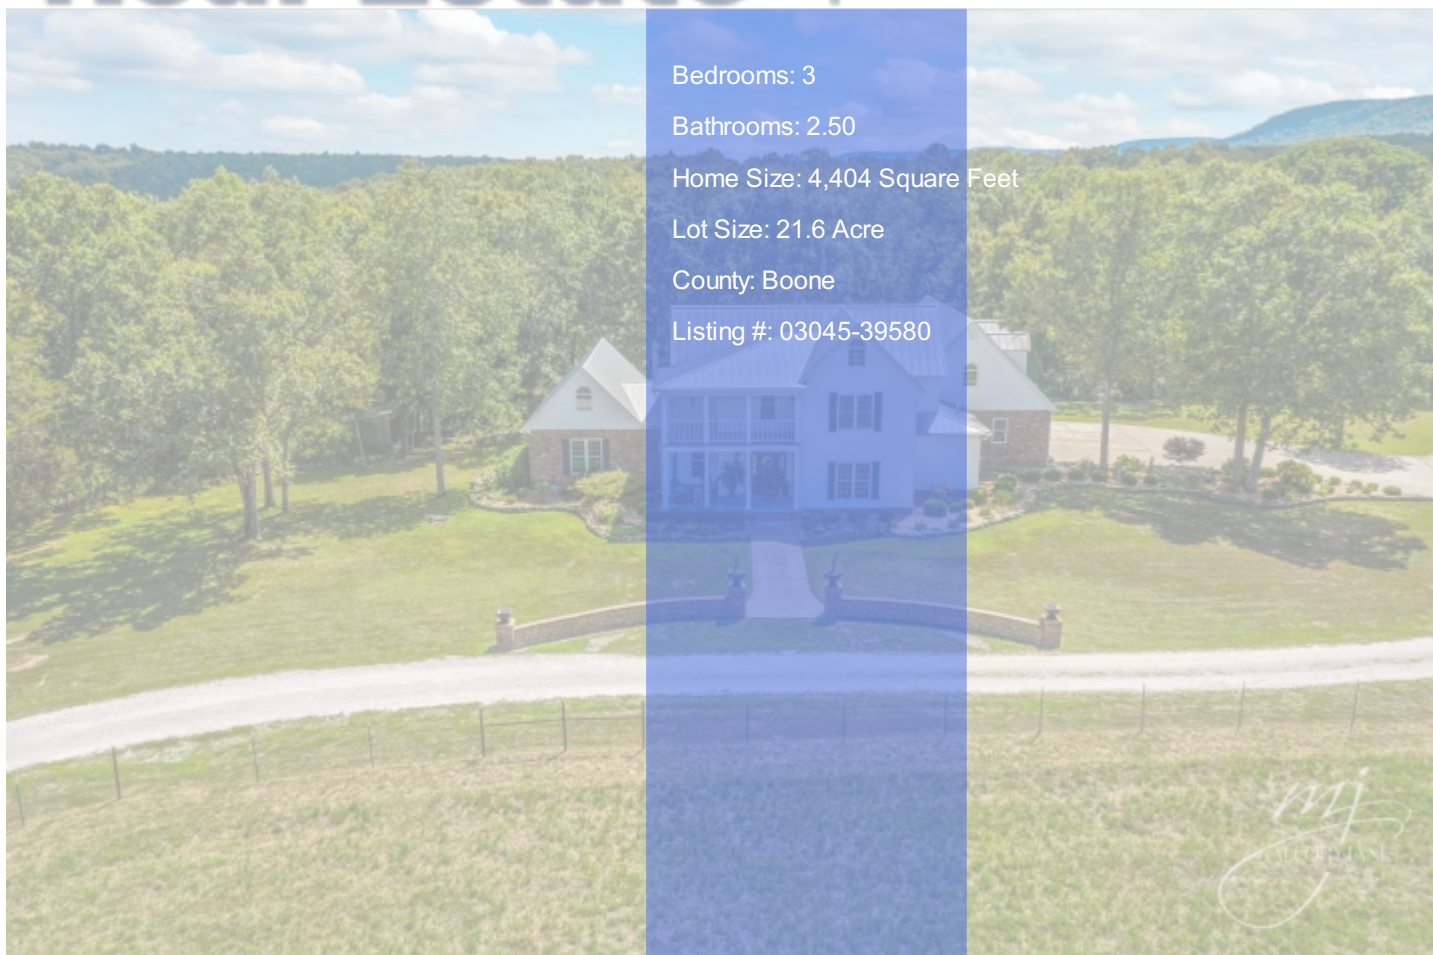 Bedrooms: 3
Bathrooms: 2.50
Home Size: 4,404 Square Feet
Lot Size: 21.6 Acre
County: Boone
Listing #: 03045-39580
mj